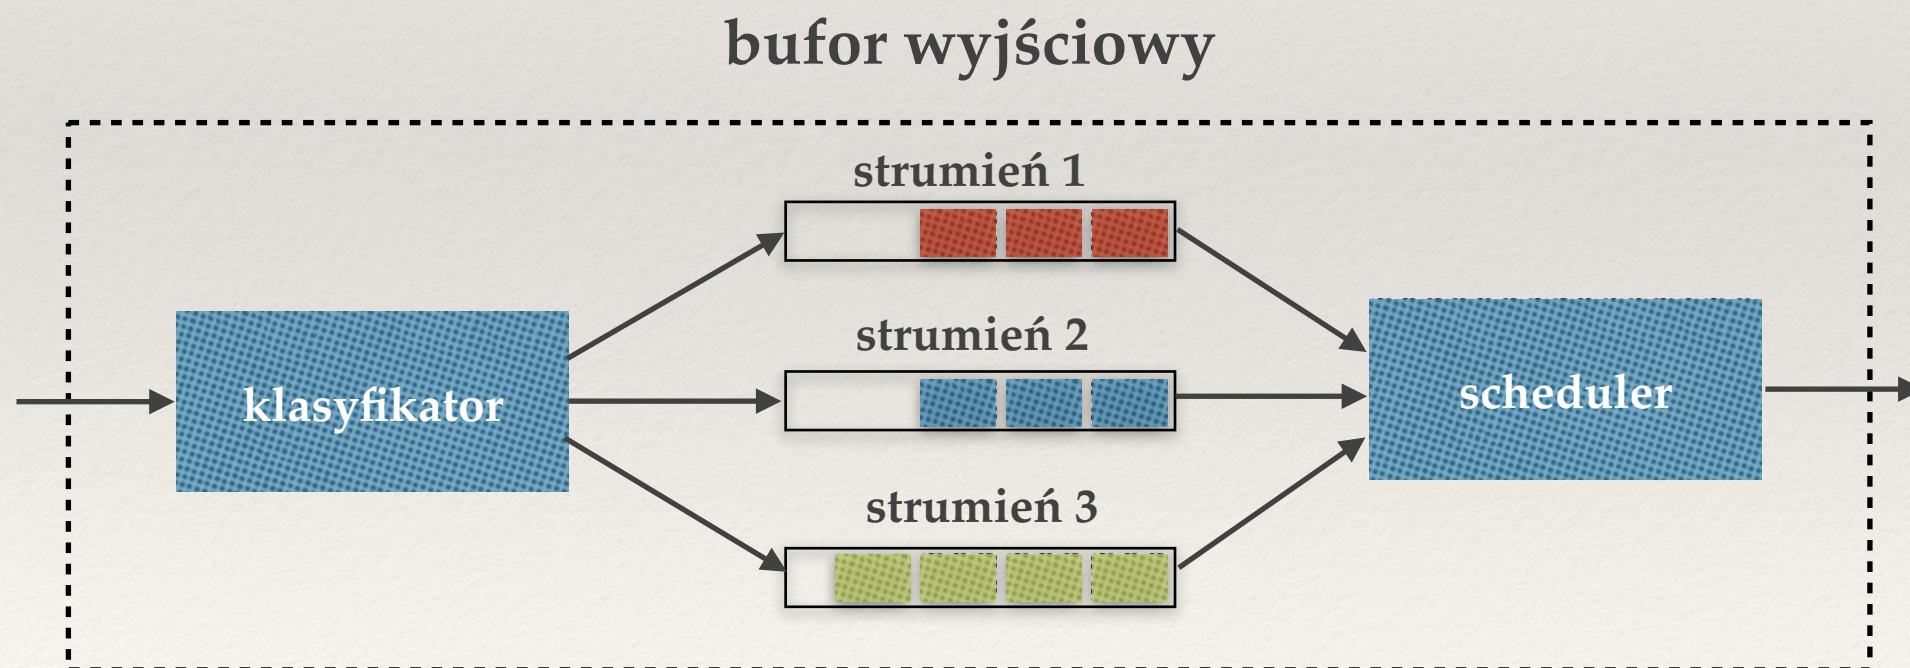 bufor wyjściowy
strumień 1
strumień 2
klasyfikator
scheduler
strumień 3